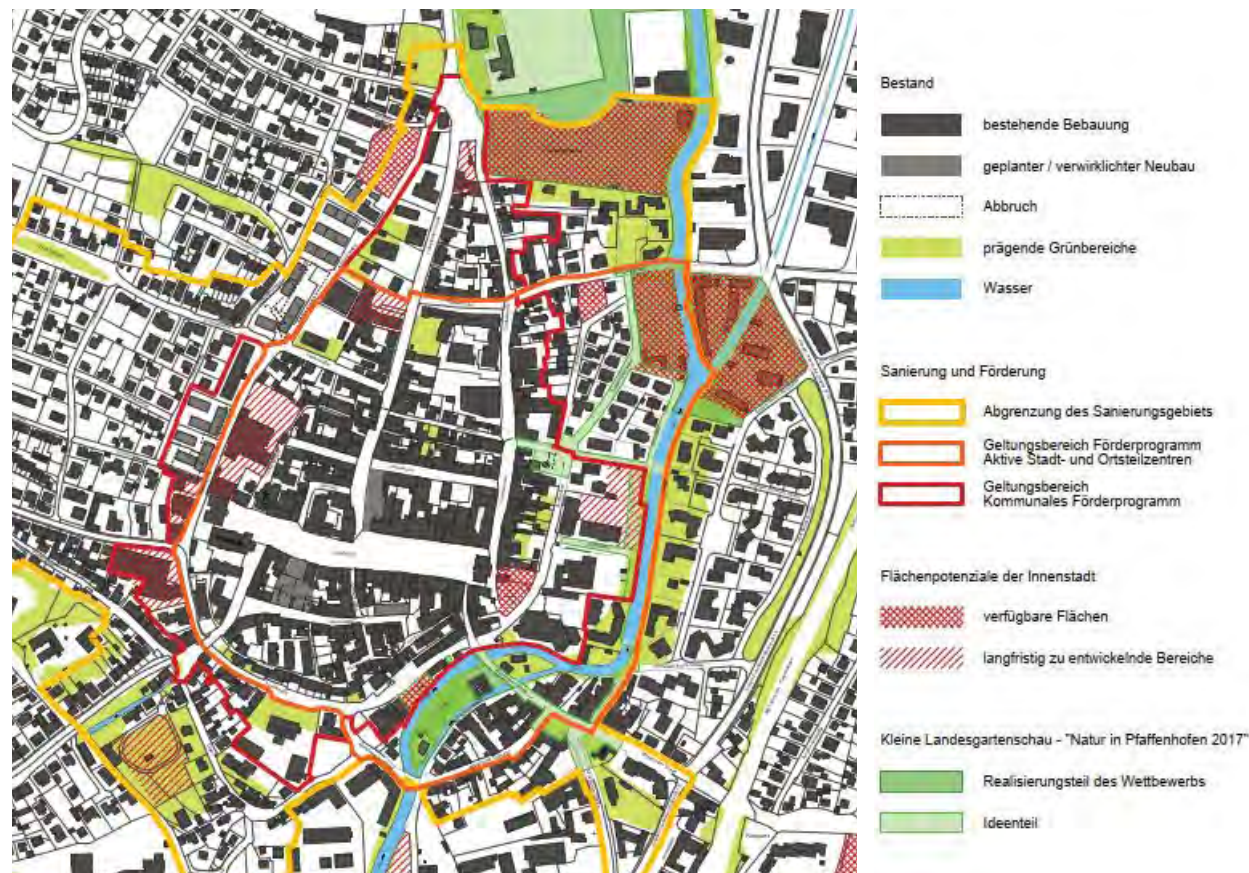 Bestand
bestehende Bebauung
geplanter / verwirklichter Neubau
Abbruch
prägende Grünbereiche
Wasser
Sanierung und Förderung
Abgrenzung des Sanierungsgebiets
Geltungsbereich Förderprogramm
Aktive Stadt- und Ortsteilzentren
Geltungsbereich
Kommunales Förderprogramm
Flächenpotenziale der Innenstadt
verfügbare Flächen
langfristig zu entwickelnde Bereiche
Kleine Landesgartenschau - "Natur in Pfaffenhofen 2017"
Realisierungsteil des Wettbewerbs
Ideenteil